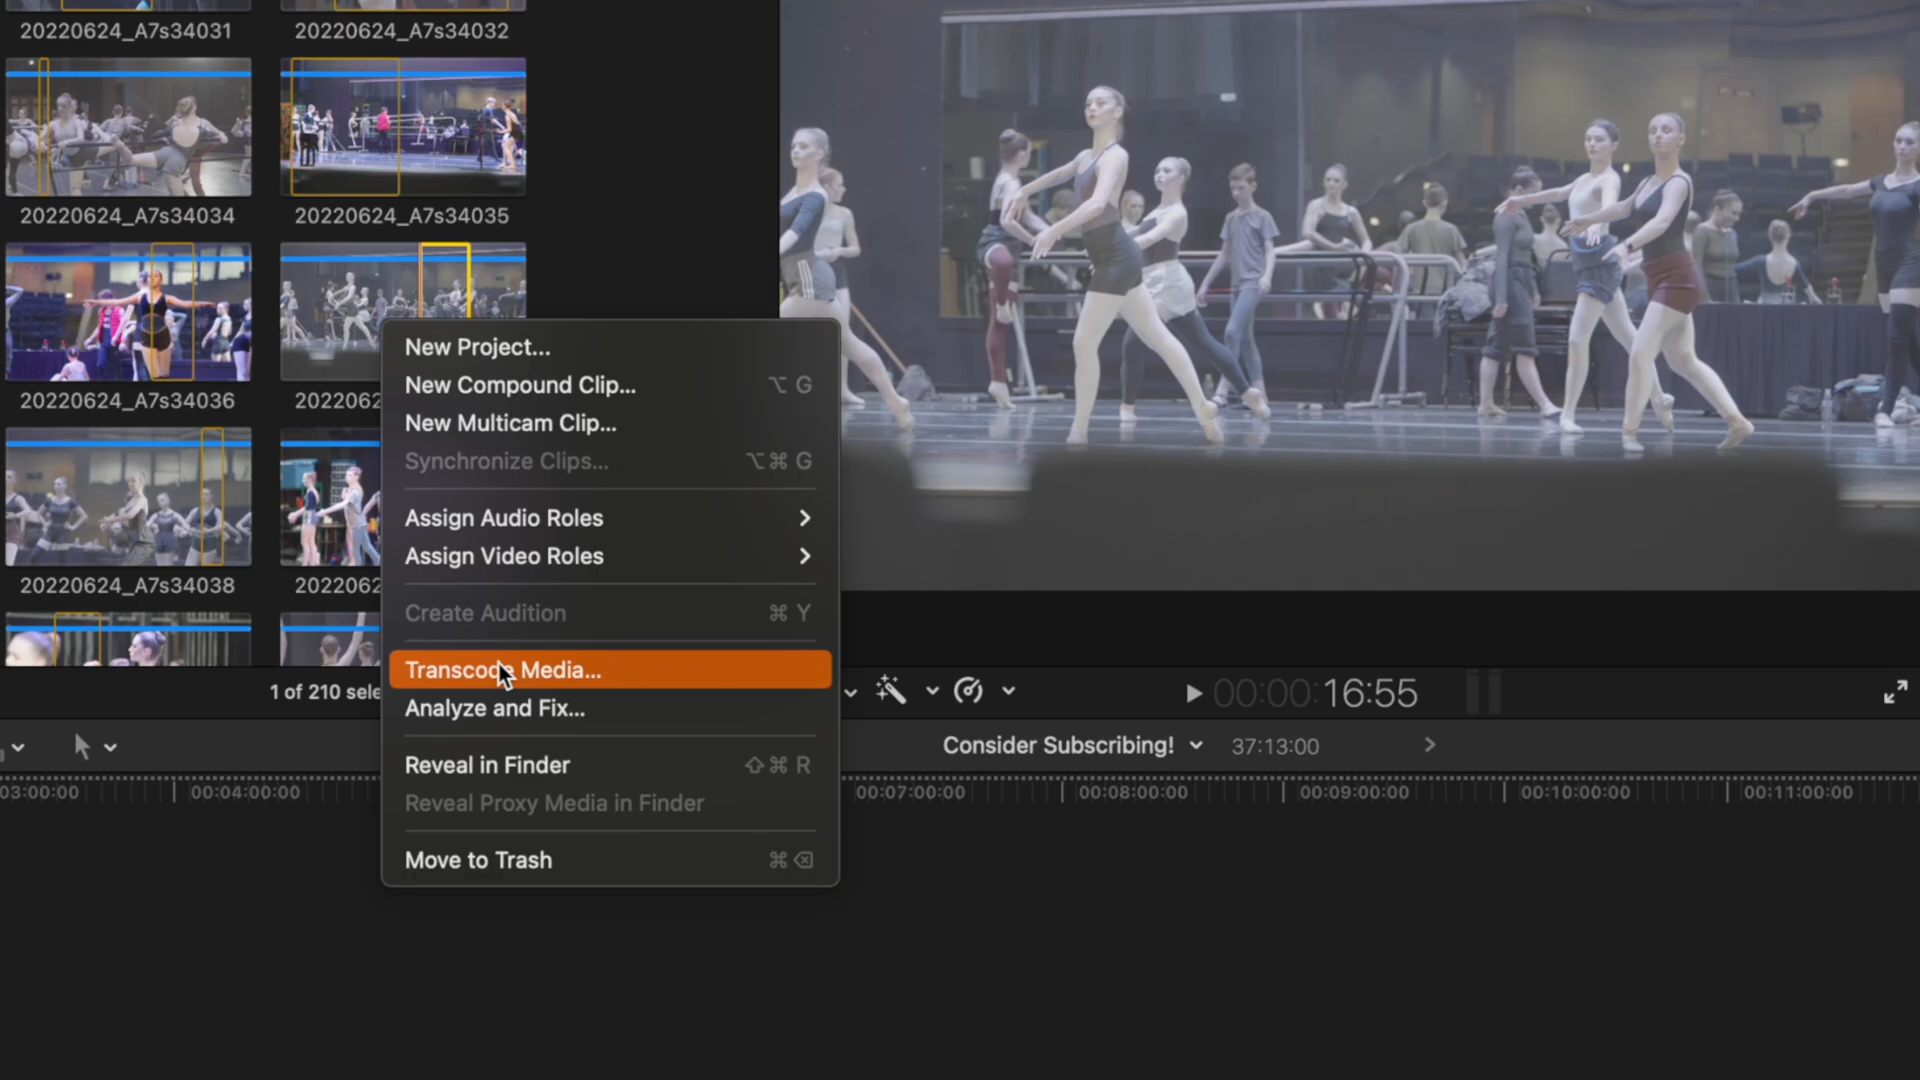 20220624_A7s34031
20220624_A7s34032
20220624_A7s34034
20220624_A7s34035
20220624_A7s34036
2022062
20220624_A7s34038
2022062
New Project...
New Compound Clip... ⌥ G
New Multicam Clip...
Synchronize Clips... ⌥⌘ G
Assign Audio Roles
Assign Video Roles
Create Audition ⌘ Y
Transcode Media...
Analyze and Fix...
Reveal in Finder ⇧⌘ R
Reveal Proxy Media in Finder
Move to Trash ⌘⌫
1 of 210 sele
00:00:16:55
Consider Subscribing! 37:13:00
03:00:00
00:04:00:00
00:07:00:00
00:08:00:00
00:09:00:00
00:10:00:00
00:11:00:00